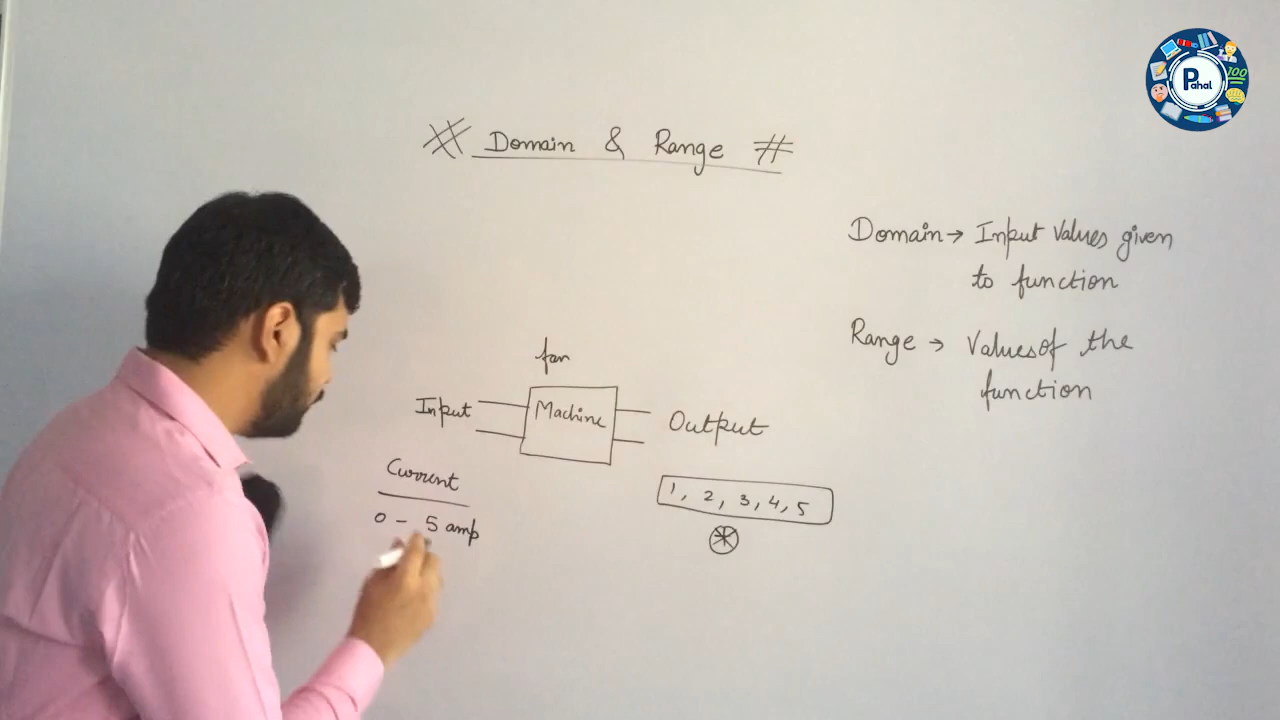 Pahal
100
# Domain & Range #
Domain → Input Values given
to function
Range → Values of the
function
fan
Input
Machine
Output
Current
0 - 5 amp
1, 2, 3, 4, 5